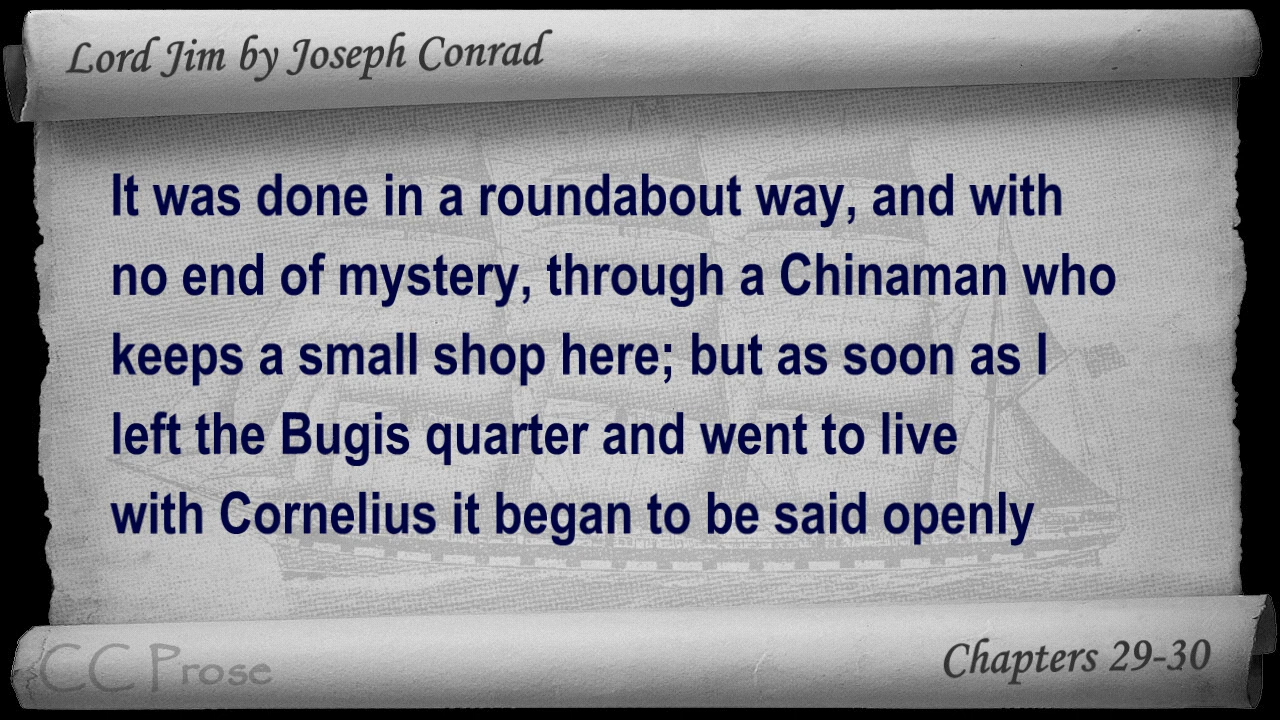 Lord Jim by Joseph Conrad
It was done in a roundabout way, and with
no end of mystery, through a Chinaman who
keeps a small shop here; but as soon as I
left the Bugis quarter and went to live
with Cornelius it began to be said openly
CC Prose
Chapters 29-30